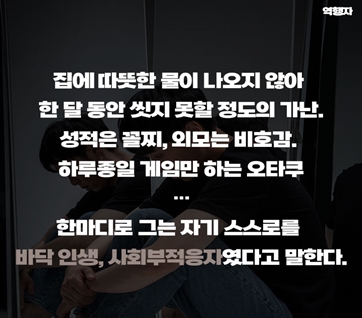 역행자
집에 따뜻한 물이 나오지 않아
한 달 동안 씻지 못할 정도의 가난.
성적은 꼴찌, 외모는 비호감.
하루종일 게임만 하는 오타쿠
...
한마디로 그는 자기 스스로를
바닥 인생, 사회부적응자였다고 말한다.